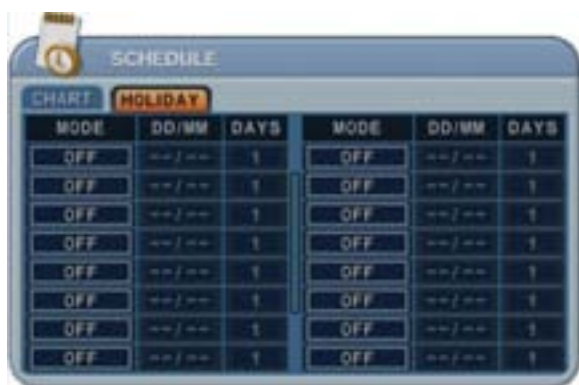 SCHEDULE
CHART HOLIDAY
MODE DD/MM DAYS MODE DD/MM DAYS
OFF --/-- 1 OFF --/-- 1
OFF --/-- 1 OFF --/-- 1
OFF --/-- 1 OFF --/-- 1
OFF --/-- 1 OFF --/-- 1
OFF --/-- 1 OFF --/-- 1
OFF --/-- 1 OFF --/-- 1
OFF --/-- 1 OFF --/-- 1
OFF --/-- 1 OFF --/-- 1